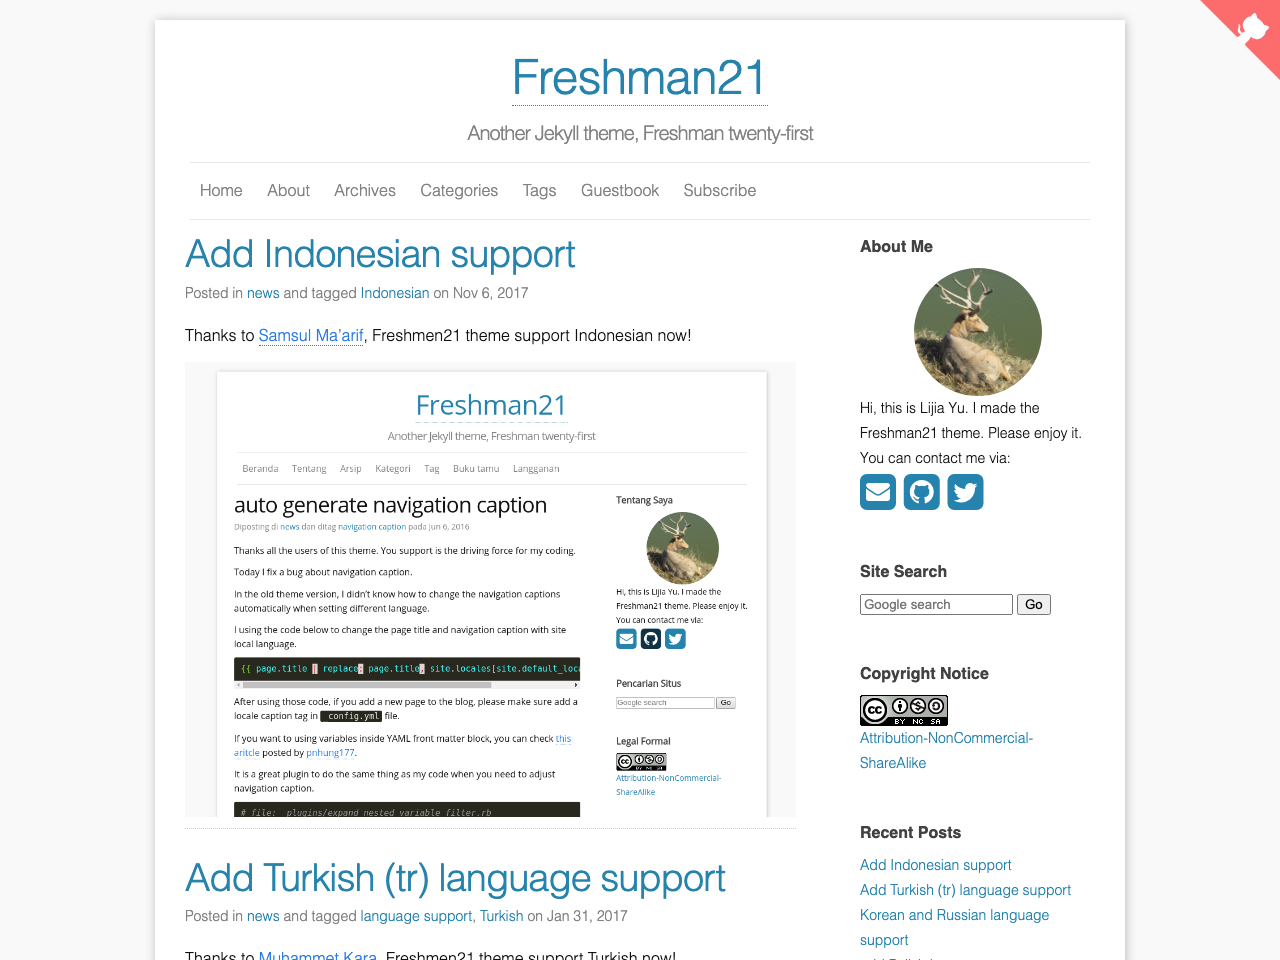 Freshman21
Another Jekyll theme, Freshman twenty-first
Home About Archives Categories Tags Guestbook Subscribe
Add Indonesian support
Posted in news and tagged Indonesian on Nov 6, 2017
Thanks to Samsul Ma'arif, Freshmen21 theme support Indonesian now!
Freshman21
Another Jekyll theme, Freshman twenty-first
Beranda Tentang Arsip Kategori Tag Buku tamu Langganan
auto generate navigation caption
Diposting di news dan ditag navigation caption pada Jun 6, 2016
Thanks all the users of this theme. You support is the driving force for my coding.
Today I fix a bug about navigation caption.
In the old theme version, I didn't know how to change the navigation captions
automatically when setting different language.
I using the code below to change the page title and navigation caption with site
local language.
{{ page.title | replace: page.title, site.locales[site.default_loca
After using those code, if you add a new page to the blog, please make sure add a
locale caption tag in _config.yml file.
If you want to using variables inside YAML front matter block, you can check this
aritcle posted by pnhung177.
It is a great plugin to do the same thing as my code when you need to adjust
navigation caption.
# file: _plugins/expand_nested_variable_filter.rb
Tentang Saya
Hi, this is Lijia Yu. I made the
Freshman21 theme. Please enjoy it.
You can contact me via:
Pencarian Situs
Google search Go
Legal Formal
CC BY NC SA
Attribution-NonCommercial-
ShareAlike
Add Turkish (tr) language support
Posted in news and tagged language support, Turkish on Jan 31, 2017
Thanks to Muhammet Kara, Freshmen21 theme support Turkish now!
About Me
Hi, this is Lijia Yu. I made the
Freshman21 theme. Please enjoy it.
You can contact me via:
Site Search
Google search Go
Copyright Notice
CC BY NC SA
Attribution-NonCommercial-
ShareAlike
Recent Posts
Add Indonesian support
Add Turkish (tr) language support
Korean and Russian language
support